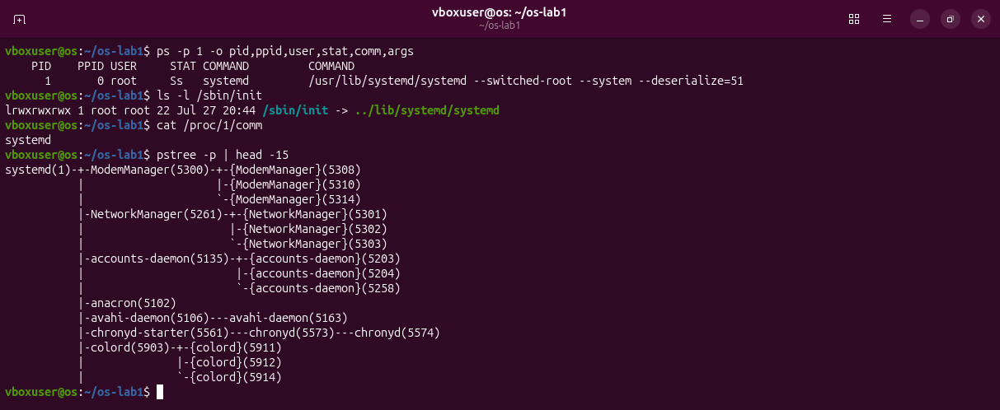 vboxuser@os: ~/os-lab1
~/os-lab1
vboxuser@os:~/os-lab1$ ps -p 1 -o pid,ppid,user,stat,comm,args
    PID    PPID USER     STAT COMMAND         COMMAND
      1       0 root     Ss   systemd         /usr/lib/systemd/systemd --switched-root --system --deserialize=51
vboxuser@os:~/os-lab1$ ls -l /sbin/init
lrwxrwxrwx 1 root root 22 Jul 27 20:44 /sbin/init -> ../lib/systemd/systemd
vboxuser@os:~/os-lab1$ cat /proc/1/comm
systemd
vboxuser@os:~/os-lab1$ pstree -p | head -15
systemd(1)-+-ModemManager(5300)-+-{ModemManager}(5308)
           |                    |-{ModemManager}(5310)
           |                    `-{ModemManager}(5314)
           |-NetworkManager(5261)-+-{NetworkManager}(5301)
           |                      |-{NetworkManager}(5302)
           |                      `-{NetworkManager}(5303)
           |-accounts-daemon(5135)-+-{accounts-daemon}(5203)
           |                       |-{accounts-daemon}(5204)
           |                       `-{accounts-daemon}(5258)
           |-anacron(5102)
           |-avahi-daemon(5106)---avahi-daemon(5163)
           |-chronyd-starter(5561)---chronyd(5573)---chronyd(5574)
           |-colord(5903)-+-{colord}(5911)
           |              |-{colord}(5912)
           |              `-{colord}(5914)
vboxuser@os:~/os-lab1$